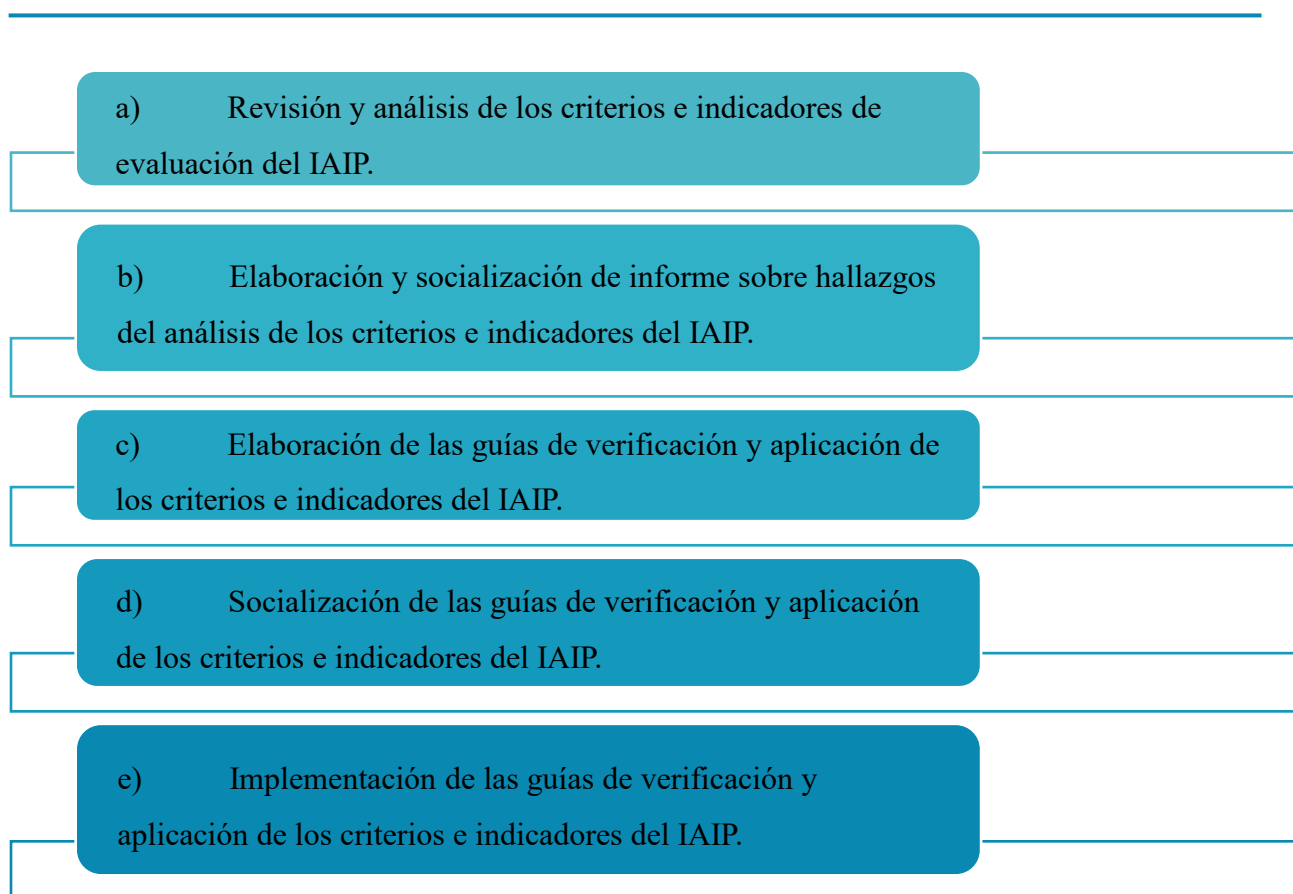 a) Revisión y análisis de los criterios e indicadores de
evaluación del IAIP.
b) Elaboración y socialización de informe sobre hallazgos
del análisis de los criterios e indicadores del IAIP.
c) Elaboración de las guías de verificación y aplicación de
los criterios e indicadores del IAIP.
d) Socialización de las guías de verificación y aplicación
de los criterios e indicadores del IAIP.
e) Implementación de las guías de verificación y
aplicación de los criterios e indicadores del IAIP.